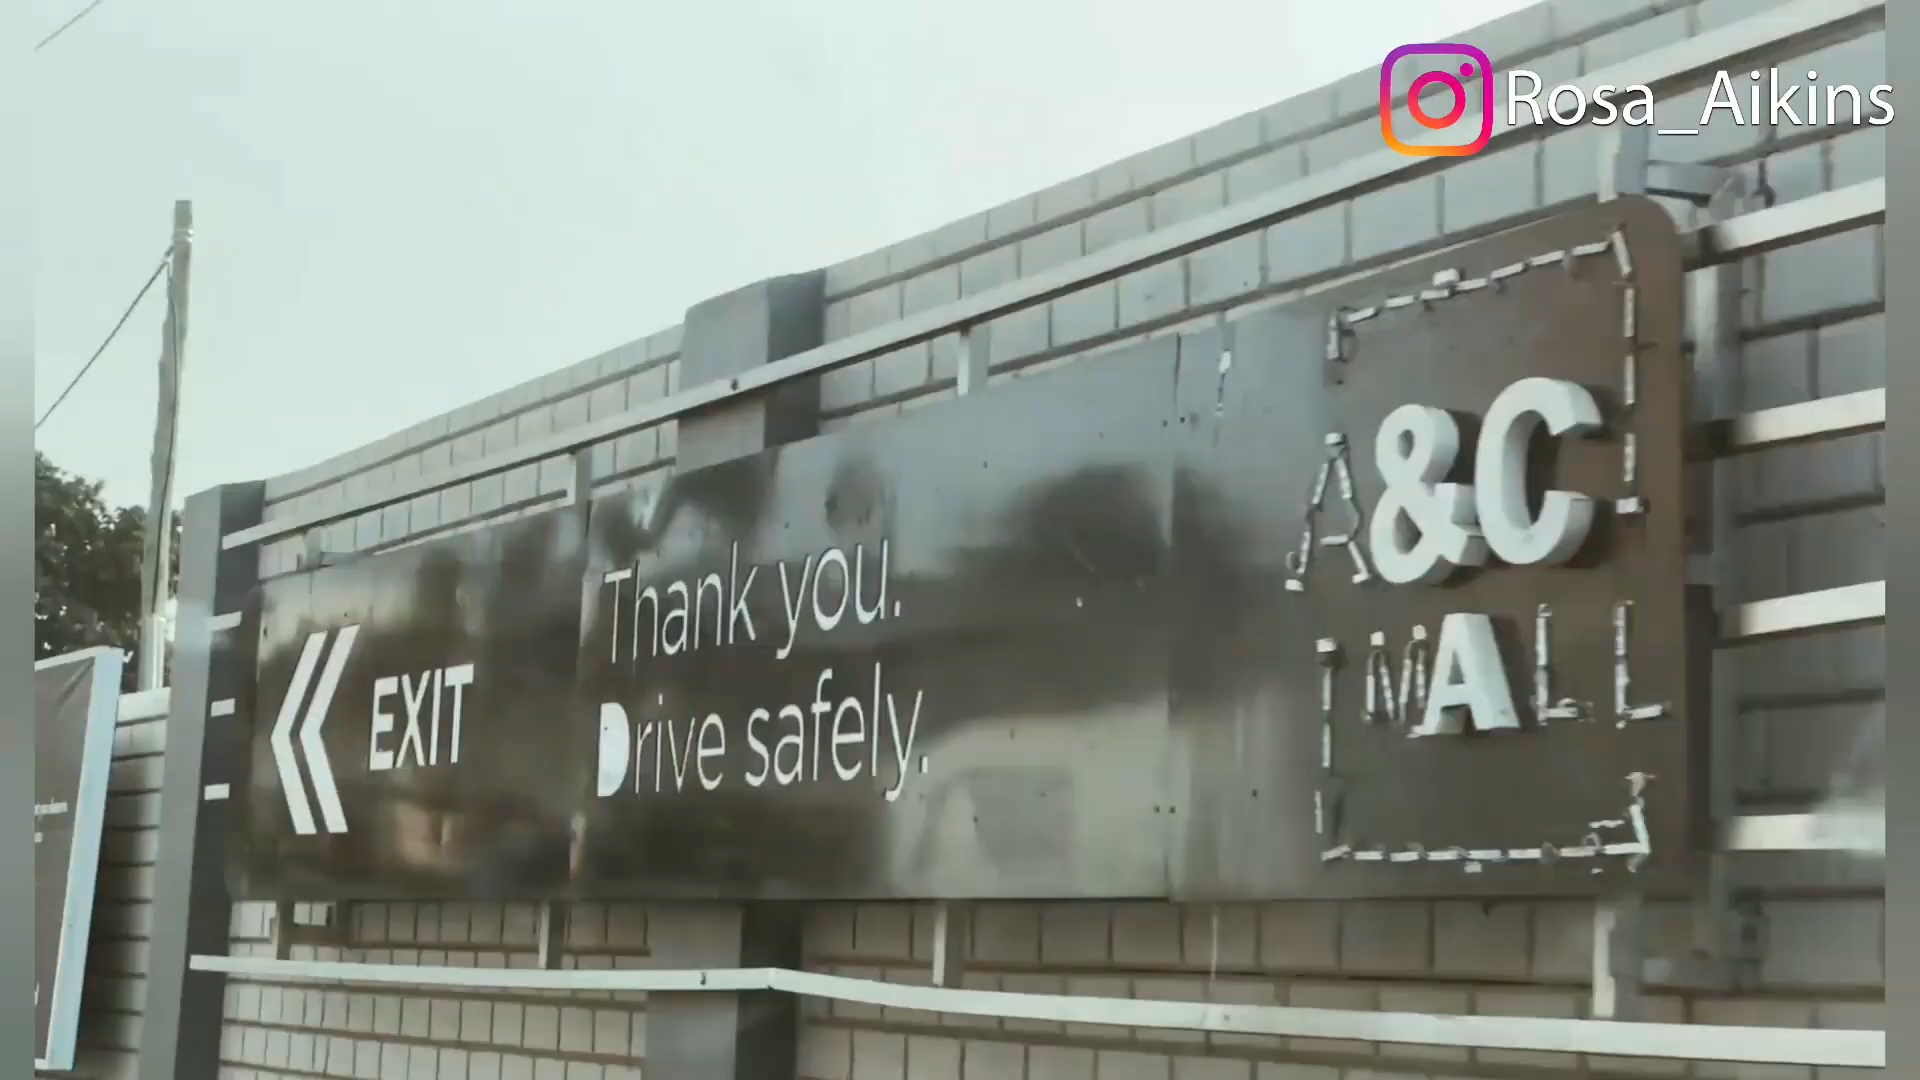 Rosa_Aikins
A&C
MALL
Thank you.
Drive safely.
EXIT